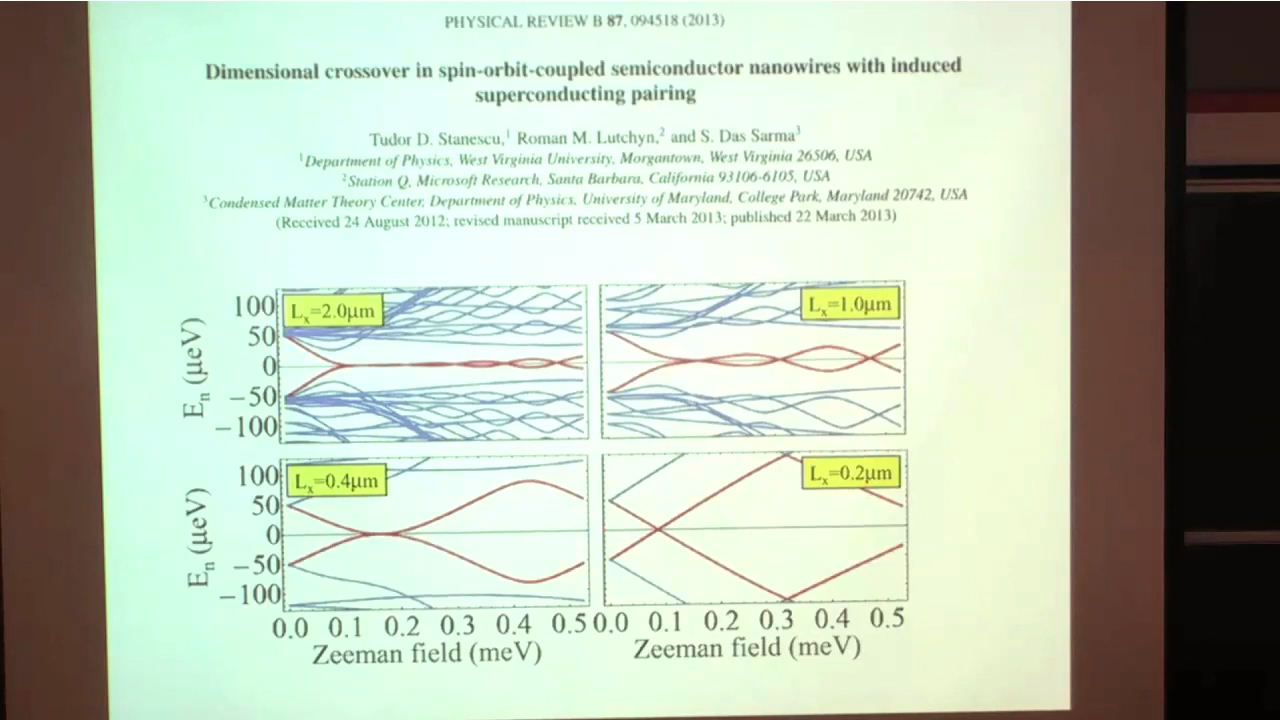 PHYSICAL REVIEW B 87, 094518 (2013)
Dimensional crossover in spin-orbit-coupled semiconductor nanowires with induced
superconducting pairing
Tudor D. Stanescu,¹ Roman M. Lutchyn,² and S. Das Sarma³
¹Department of Physics, West Virginia University, Morgantown, West Virginia 26506, USA
²Station Q, Microsoft Research, Santa Barbara, California 93106-6105, USA
³Condensed Matter Theory Center, Department of Physics, University of Maryland, College Park, Maryland 20742, USA
(Received 24 August 2012; revised manuscript received 5 March 2013; published 22 March 2013)
Eₙ (μeV)
100
50
0
−50
−100
Lₓ=2.0μm
Lₓ=1.0μm
Eₙ (μeV)
100
50
0
−50
−100
Lₓ=0.4μm
Lₓ=0.2μm
0.0 0.1 0.2 0.3 0.4 0.5 0.0 0.1 0.2 0.3 0.4 0.5
Zeeman field (meV) Zeeman field (meV)